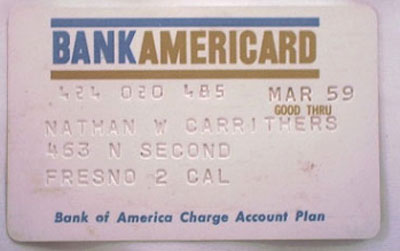 BANKAMERICARD
424 020 485 MAR 59
GOOD THRU
NATHAN W CARRITHERS
463 N SECOND
FRESNO 2 CAL
Bank of America Charge Account Plan